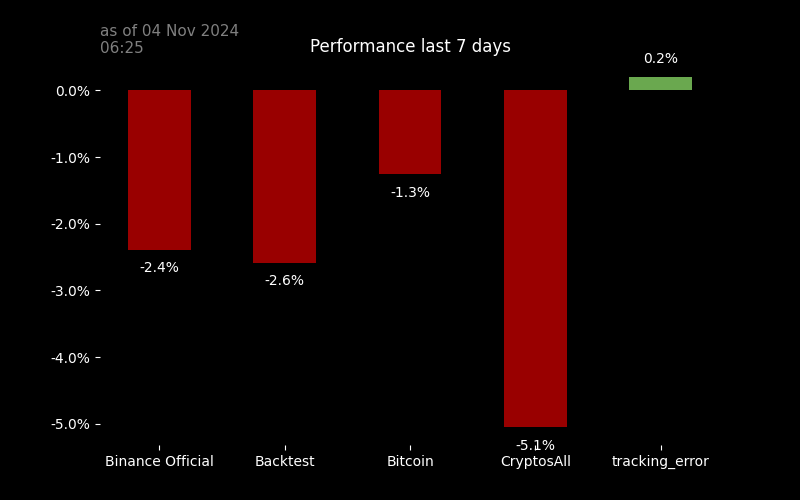 as of 04 Nov 2024
06:25
Performance last 7 days
0.2%
0.0%
-1.0%
-1.3%
-2.0%
-2.4%
-2.6%
-3.0%
-4.0%
-5.0%
-5.1%
Binance Official
Backtest
Bitcoin
CryptosAll
tracking_error